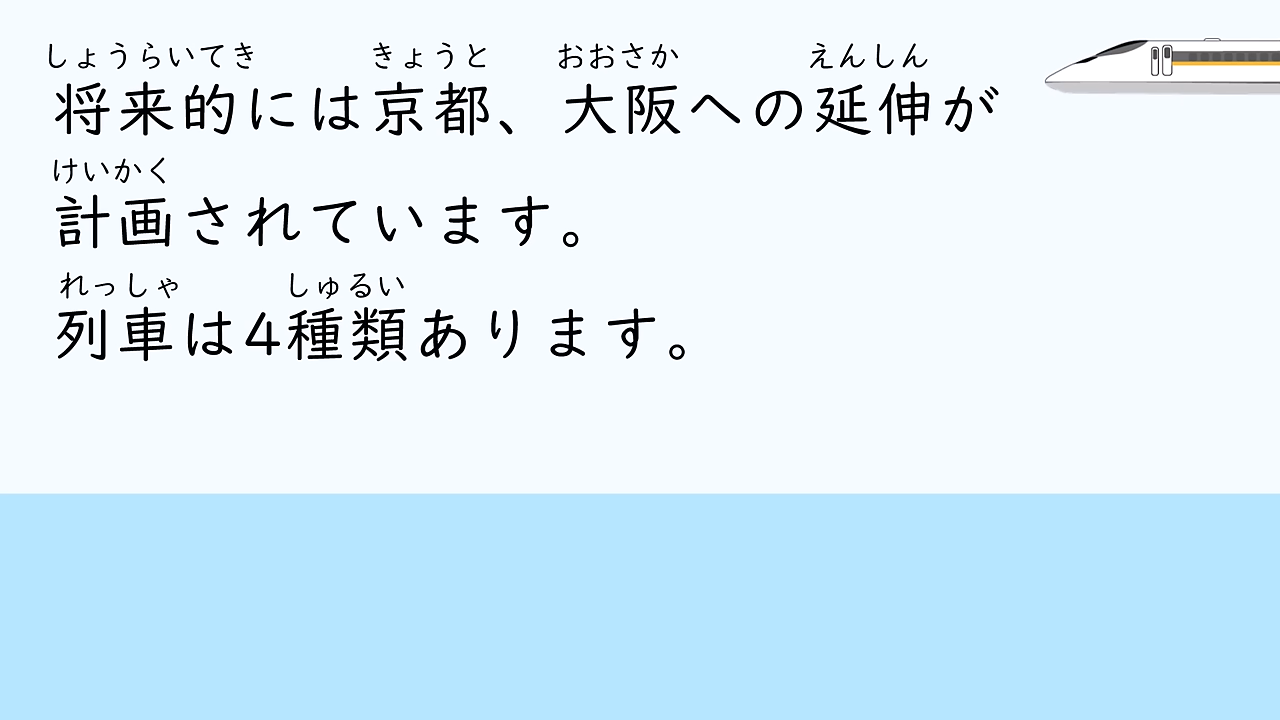 しょうらいてき きょうと おおさか えんしん
将来的には京都、大阪への延伸が
けいかく
計画されています。
れっしゃ しゅるい
列車は4種類あります。